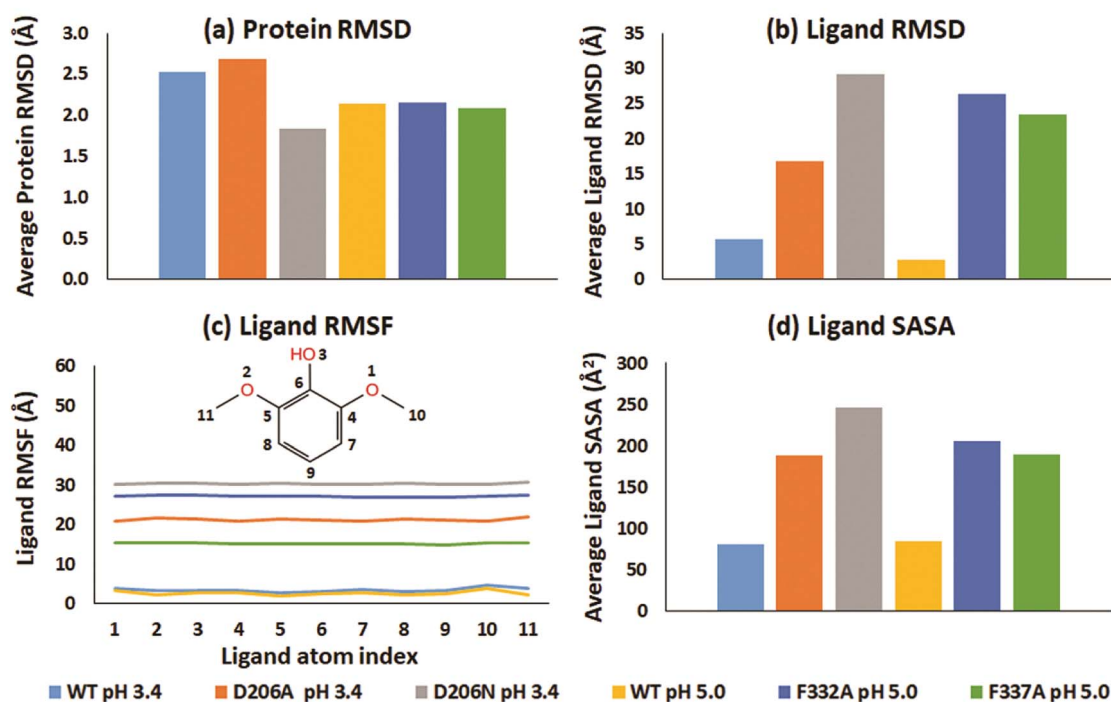 (a) Protein RMSD
Average Protein RMSD (Å)
3.0
2.5
2.0
1.5
1.0
0.5
0.0
(b) Ligand RMSD
Average Ligand RMSD (Å)
35
30
25
20
15
10
5
0
(c) Ligand RMSF
Ligand RMSF (Å)
60
50
40
30
20
10
0
HO 3
2 1
O O
6
11 5 4 10
8 7
9
1 2 3 4 5 6 7 8 9 10 11
Ligand atom index
(d) Ligand SASA
Average Ligand SASA (Å²)
300
250
200
150
100
50
0
WT pH 3.4 D206A pH 3.4 D206N pH 3.4 WT pH 5.0 F332A pH 5.0 F337A pH 5.0